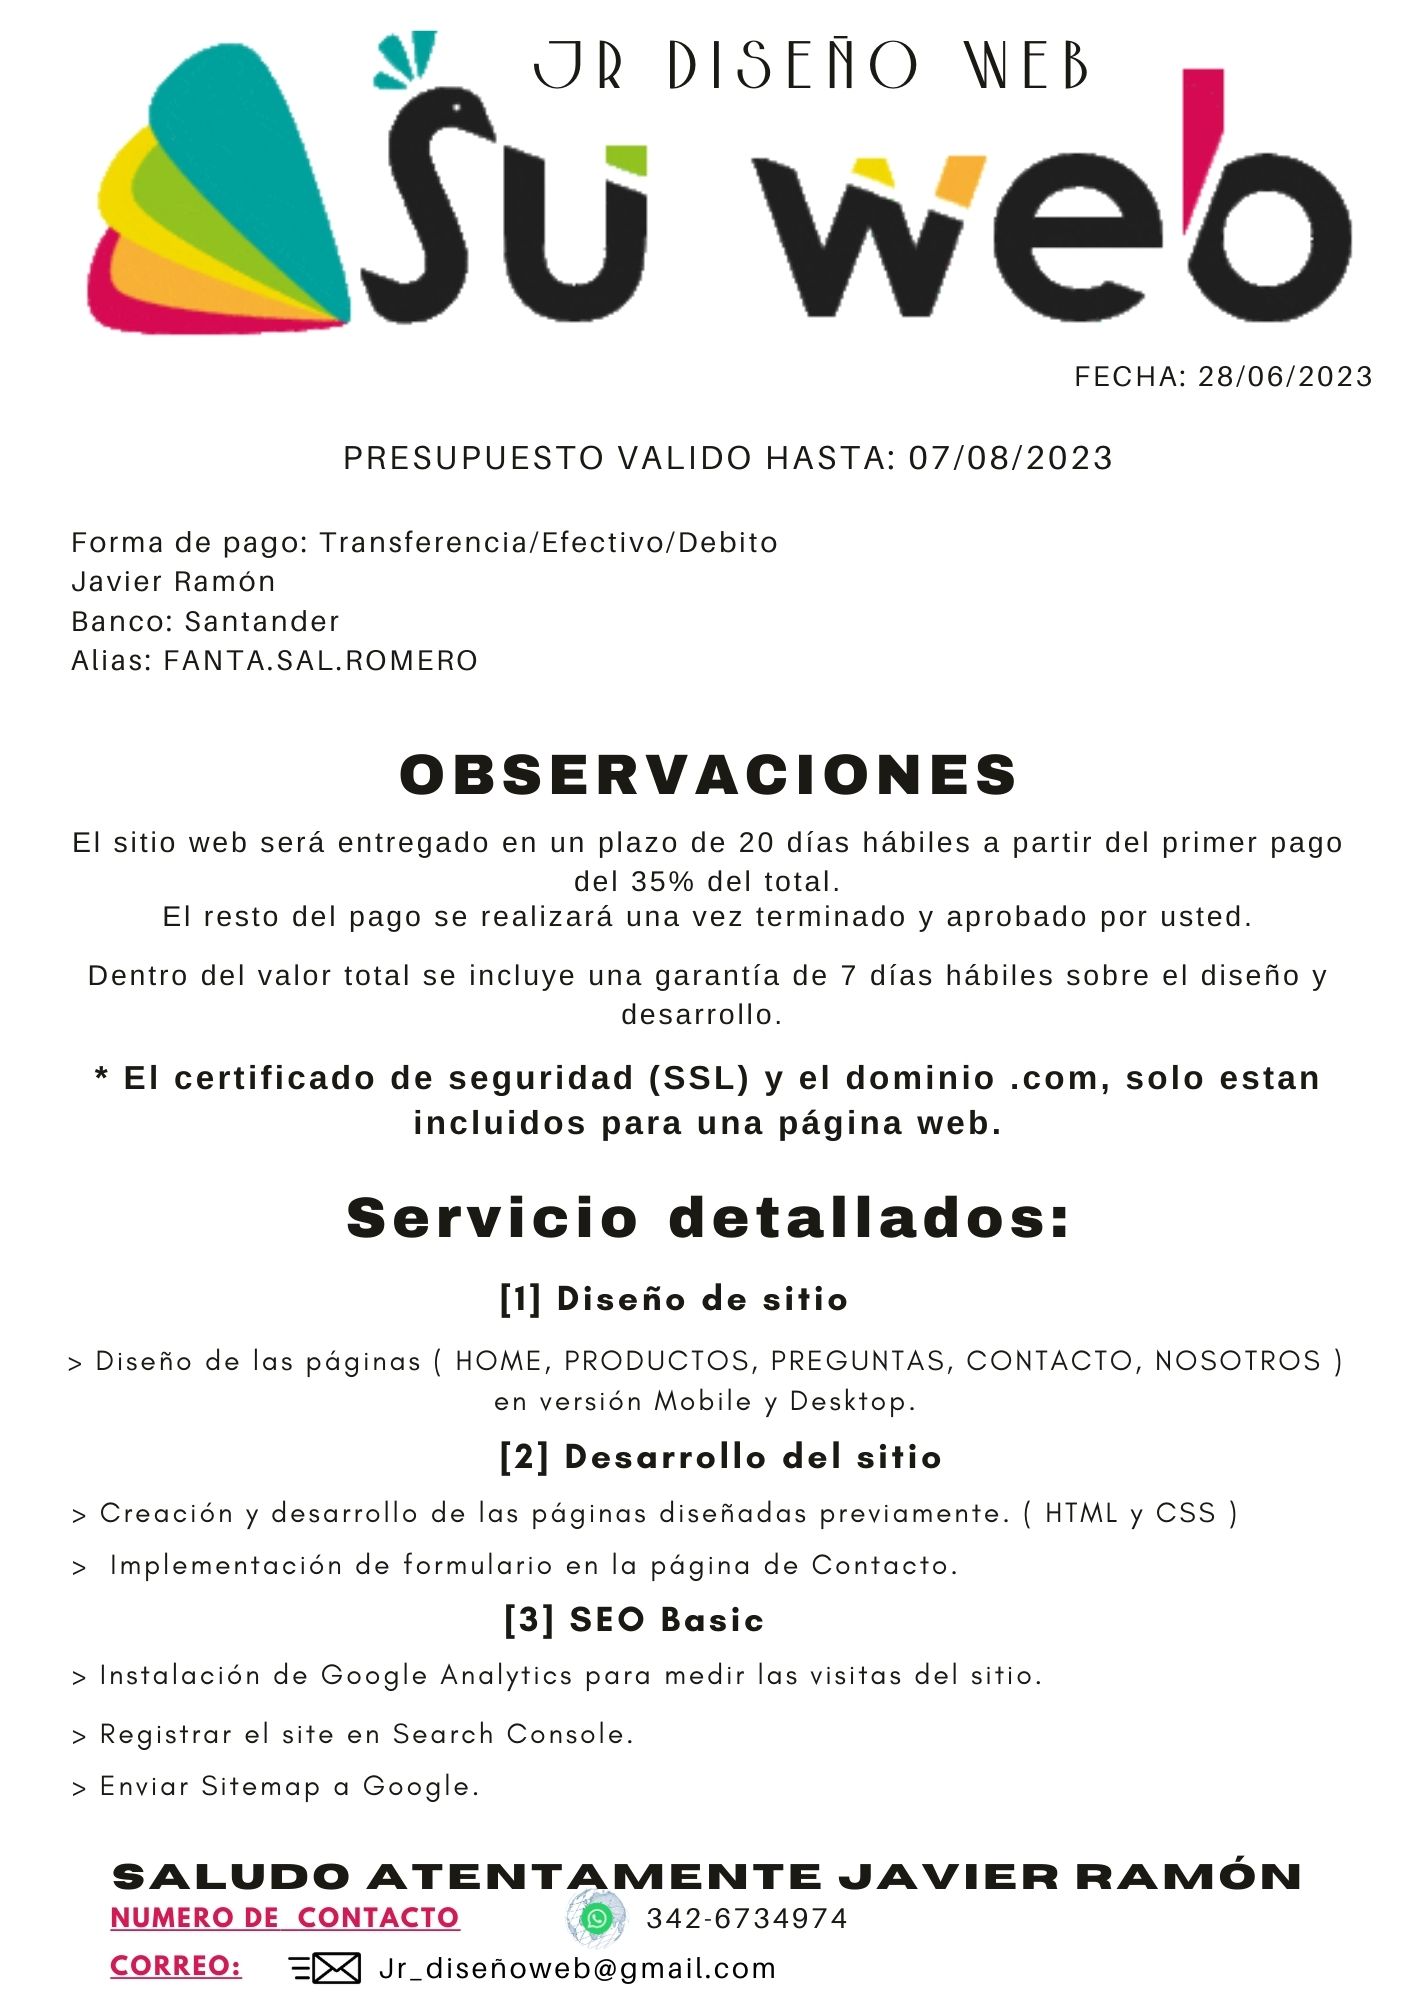 JR DISEÑO WEB
Su web
FECHA: 28/06/2023
PRESUPUESTO VALIDO HASTA: 07/08/2023
Forma de pago: Transferencia/Efectivo/Debito
Javier Ramón
Banco: Santander
Alias: FANTA.SAL.ROMERO
OBSERVACIONES
El sitio web será entregado en un plazo de 20 días hábiles a partir del primer pago
del 35% del total.
El resto del pago se realizará una vez terminado y aprobado por usted.
Dentro del valor total se incluye una garantía de 7 días hábiles sobre el diseño y
desarrollo.
* El certificado de seguridad (SSL) y el dominio .com, solo estan
incluidos para una página web.
Servicio detallados:
[1] Diseño de sitio
> Diseño de las páginas ( HOME, PRODUCTOS, PREGUNTAS, CONTACTO, NOSOTROS )
en versión Mobile y Desktop.
[2] Desarrollo del sitio
> Creación y desarrollo de las páginas diseñadas previamente. ( HTML y CSS )
> Implementación de formulario en la página de Contacto.
[3] SEO Basic
> Instalación de Google Analytics para medir las visitas del sitio.
> Registrar el site en Search Console.
> Enviar Sitemap a Google.
SALUDO ATENTAMENTE JAVIER RAMÓN
NUMERO DE CONTACTO 342-6734974
CORREO: Jr_diseñoweb@gmail.com